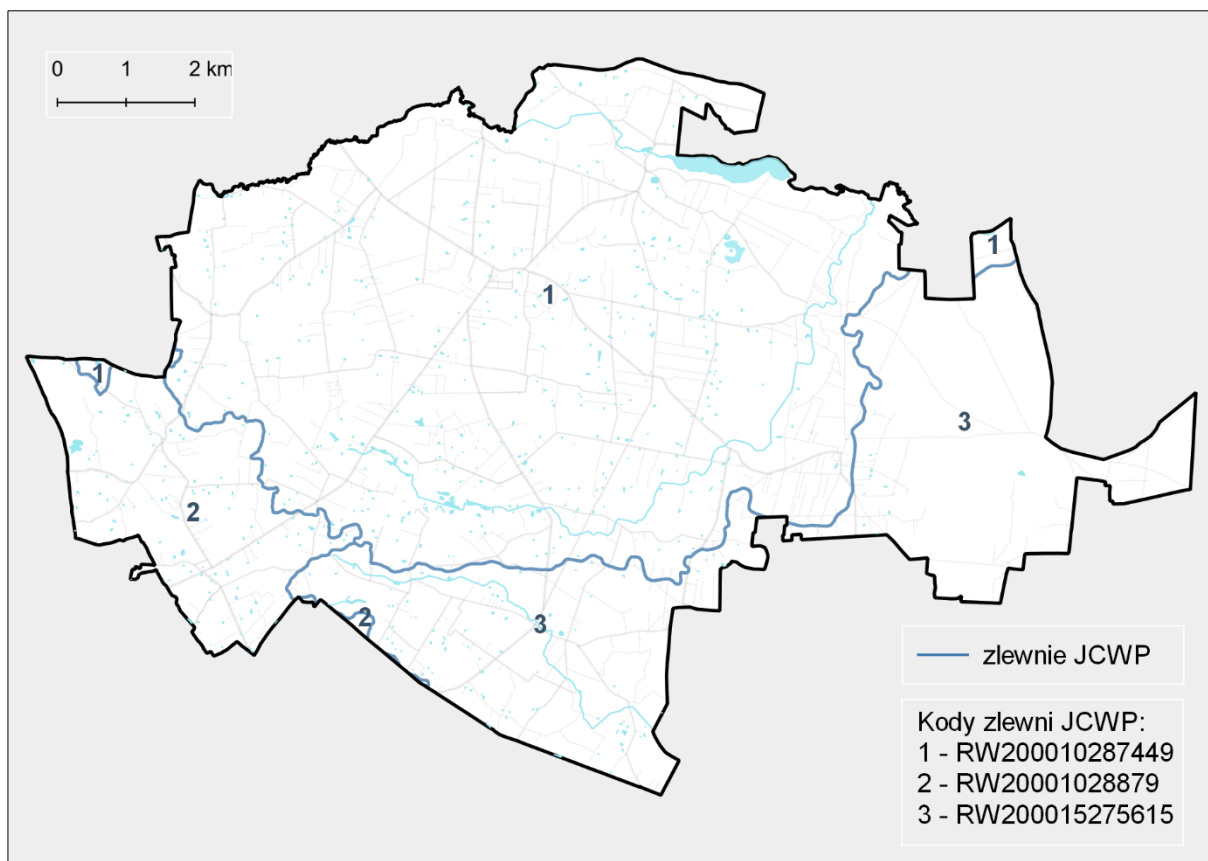 0 1 2 km
1
1
1
3
2
2
3
zlewnie JCWP
Kody zlewni JCWP:
1 - RW200010287449
2 - RW20001028879
3 - RW200015275615